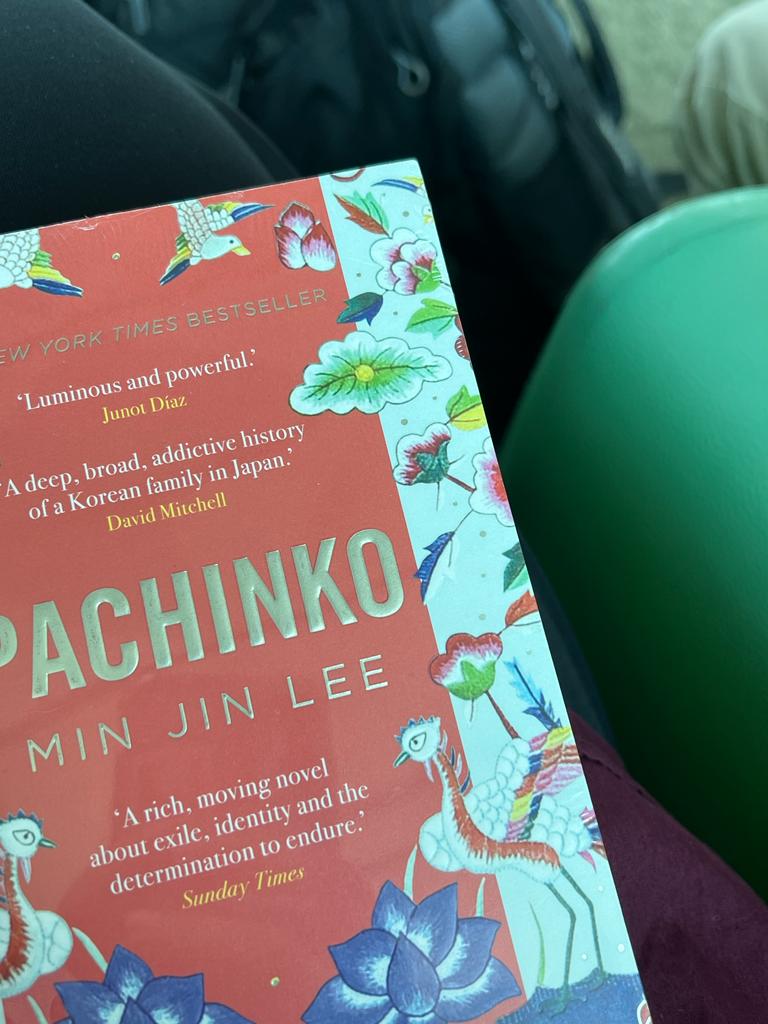 NEW YORK TIMES BESTSELLER
‘Luminous and powerful.’
Junot Díaz
‘A deep, broad, addictive history
of a Korean family in Japan.’
David Mitchell
PACHINKO
MIN JIN LEE
‘A rich, moving novel
about exile, identity and the
determination to endure.’
Sunday Times